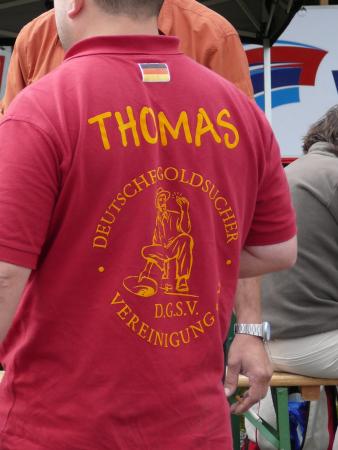 THOMAS
DEUTSCHE GOLDSUCHER
D.G.S.V.
VEREINIGUNG